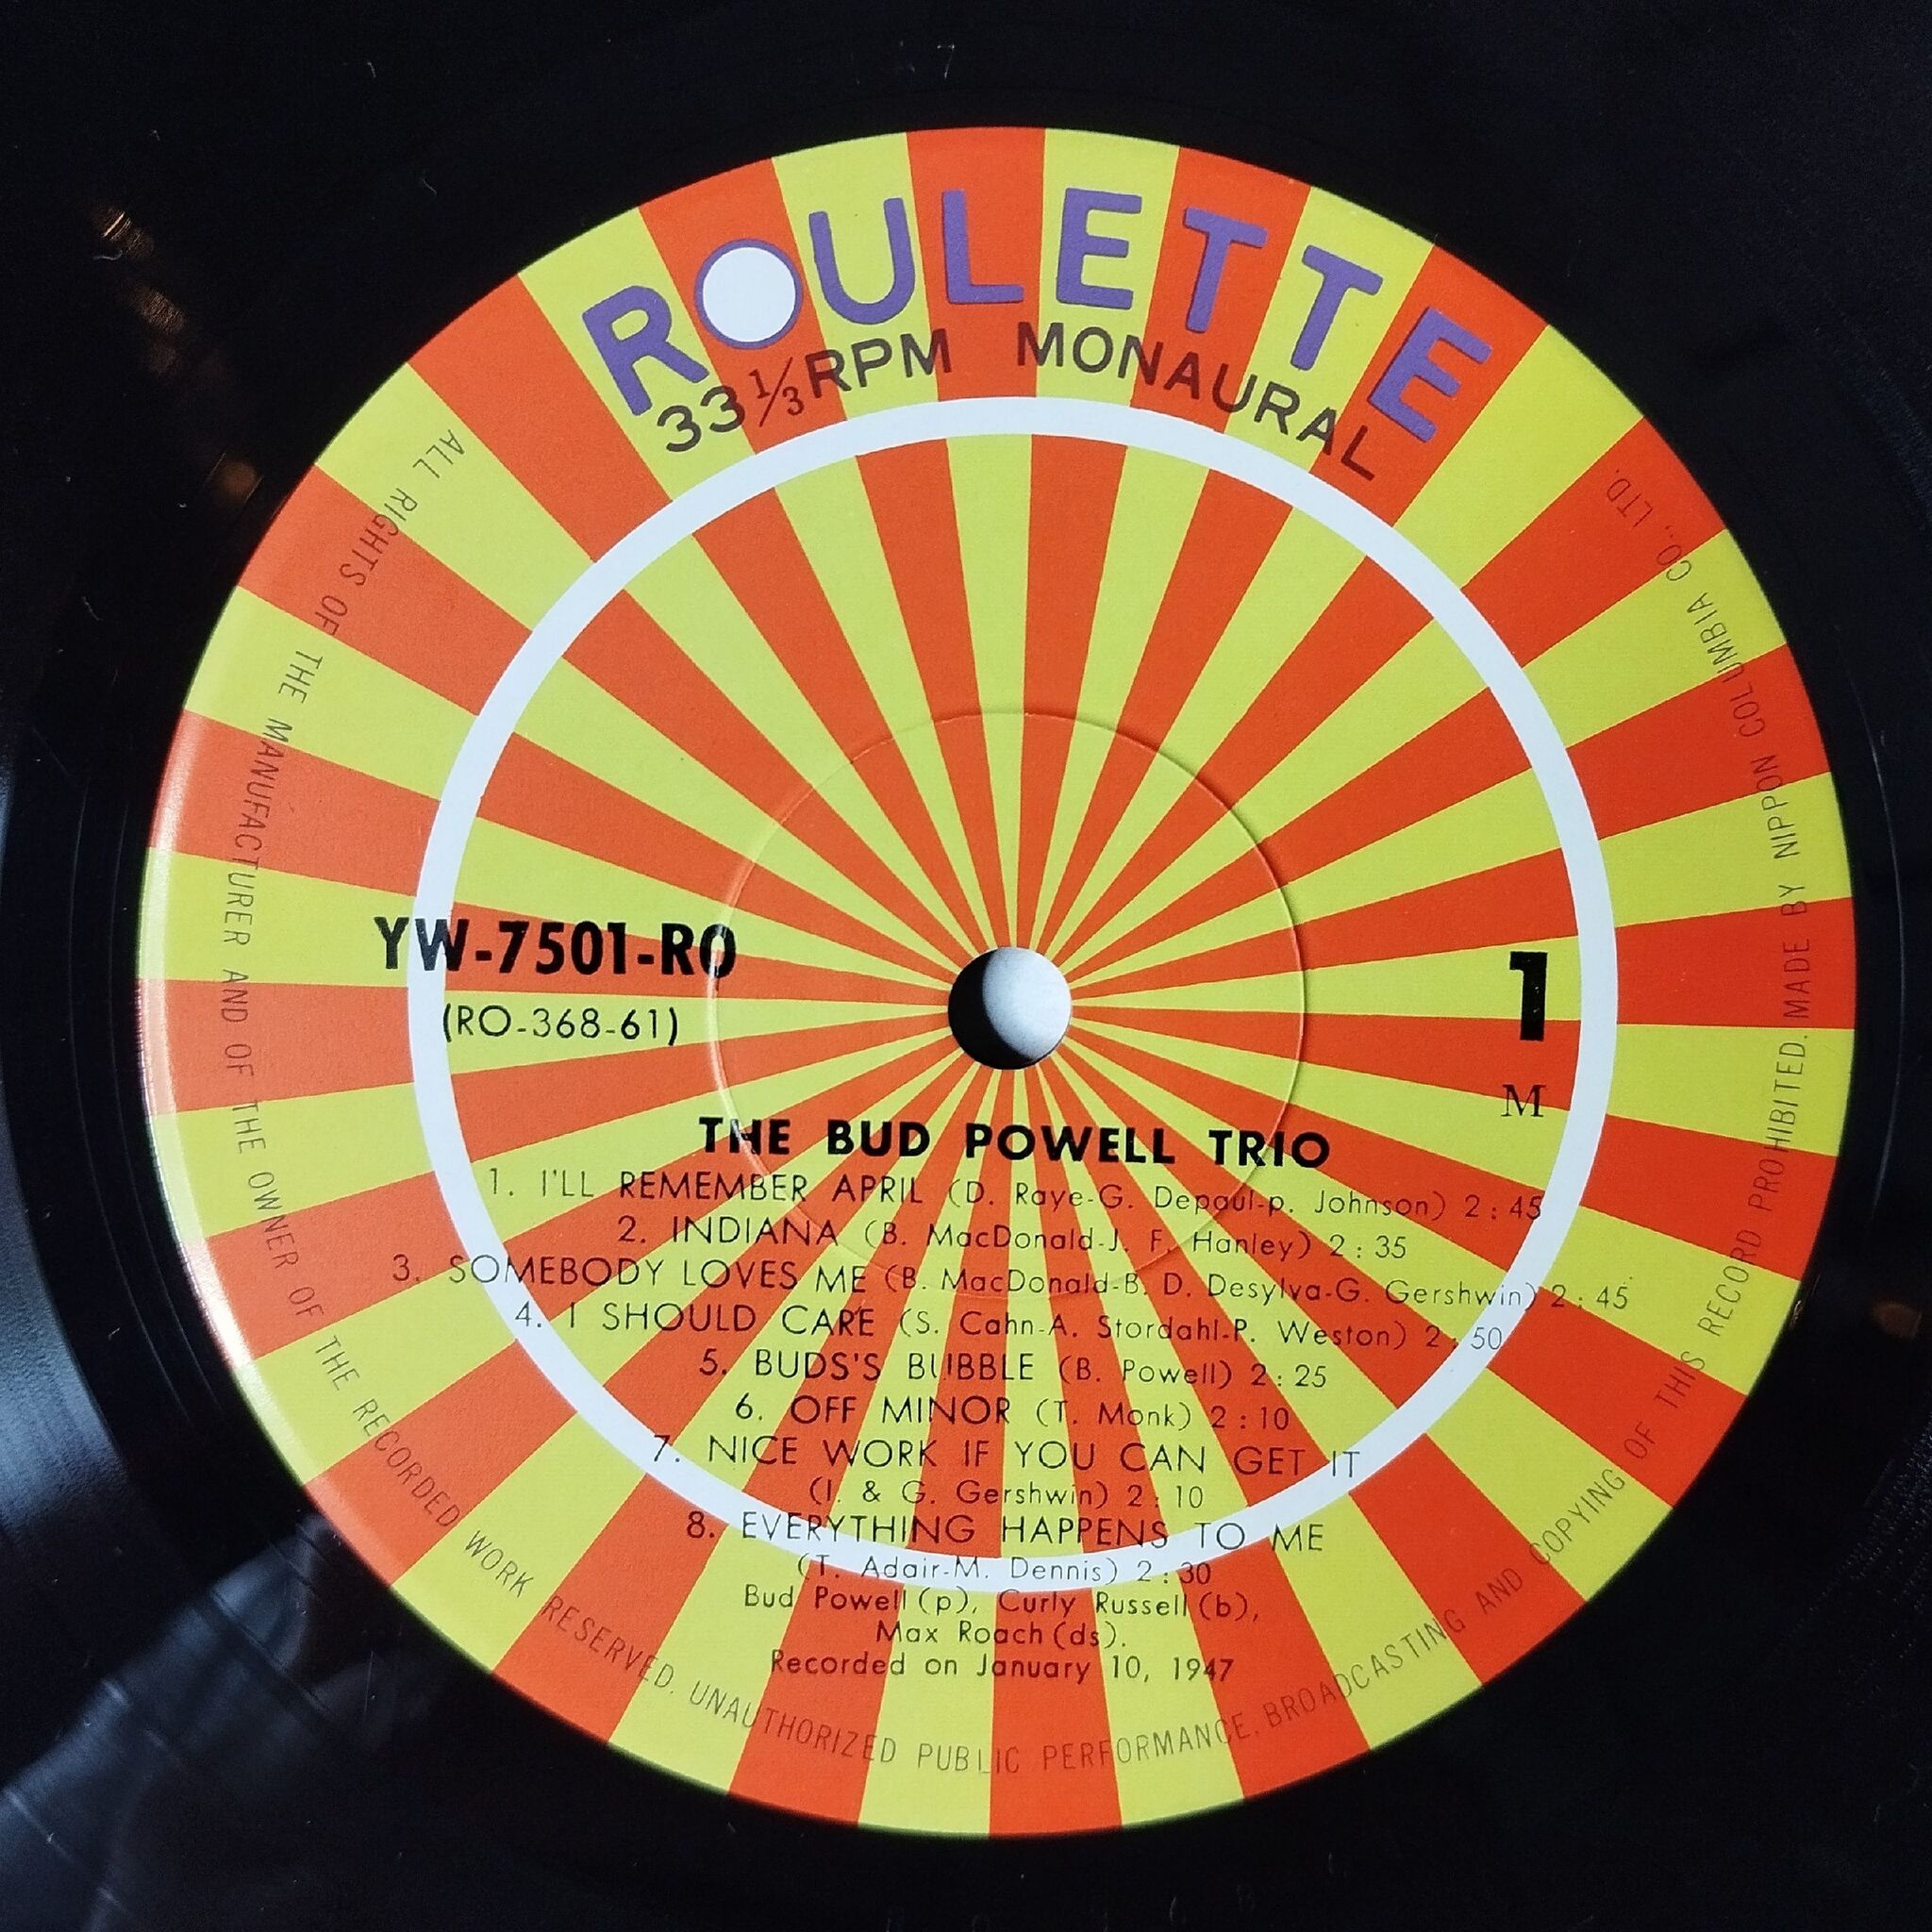 ROULETTE
33 1/3 RPM MONAURAL
YW-7501-RO
(RO-368-61)
1
M
THE BUD POWELL TRIO
1. I'LL REMEMBER APRIL (D. Raye-G. Depaul-p. Johnson) 2:45
2. INDIANA (B. MacDonald-J. F. Hanley) 2:35
3. SOMEBODY LOVES ME (B. MacDonald-B. D. Desylva-G. Gershwin) 2:45
4. I SHOULD CARE (S. Cahn-A. Stordahl-P. Weston) 2:50
5. BUDS'S BUBBLE (B. Powell) 2:25
6. OFF MINOR (T. Monk) 2:10
7. NICE WORK IF YOU CAN GET IT
(I. & G. Gershwin) 2:10
8. EVERYTHING HAPPENS TO ME
(T. Adair-M. Dennis) 2:30
Bud Powell (p), Curly Russell (b),
Max Roach (ds).
Recorded on January 10, 1947
ALL RIGHTS OF THE MANUFACTURER AND OF THE OWNER OF THE RECORDED WORK RESERVED. UNAUTHORIZED PUBLIC PERFORMANCE. BROADCASTING AND COPYING OF THIS RECORD PROHIBITED. MADE BY NIPPON COLUMBIA CO., LTD.